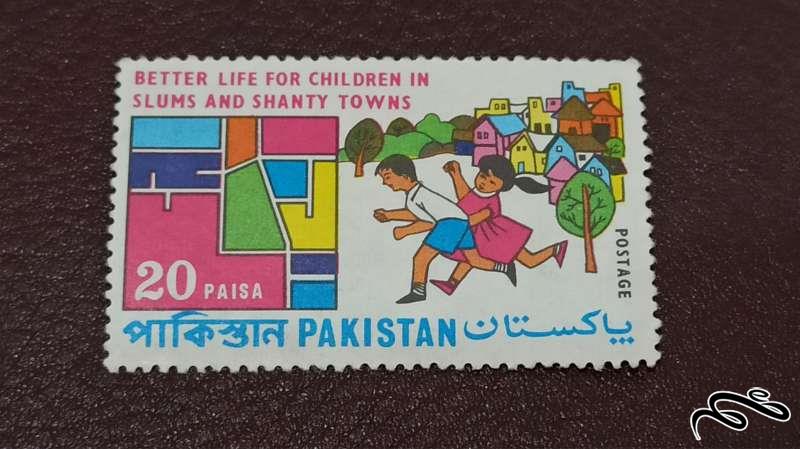 BETTER LIFE FOR CHILDREN IN
SLUMS AND SHANTY TOWNS
20 PAISA
POSTAGE
পাকিস্তান PAKISTAN پاکستان